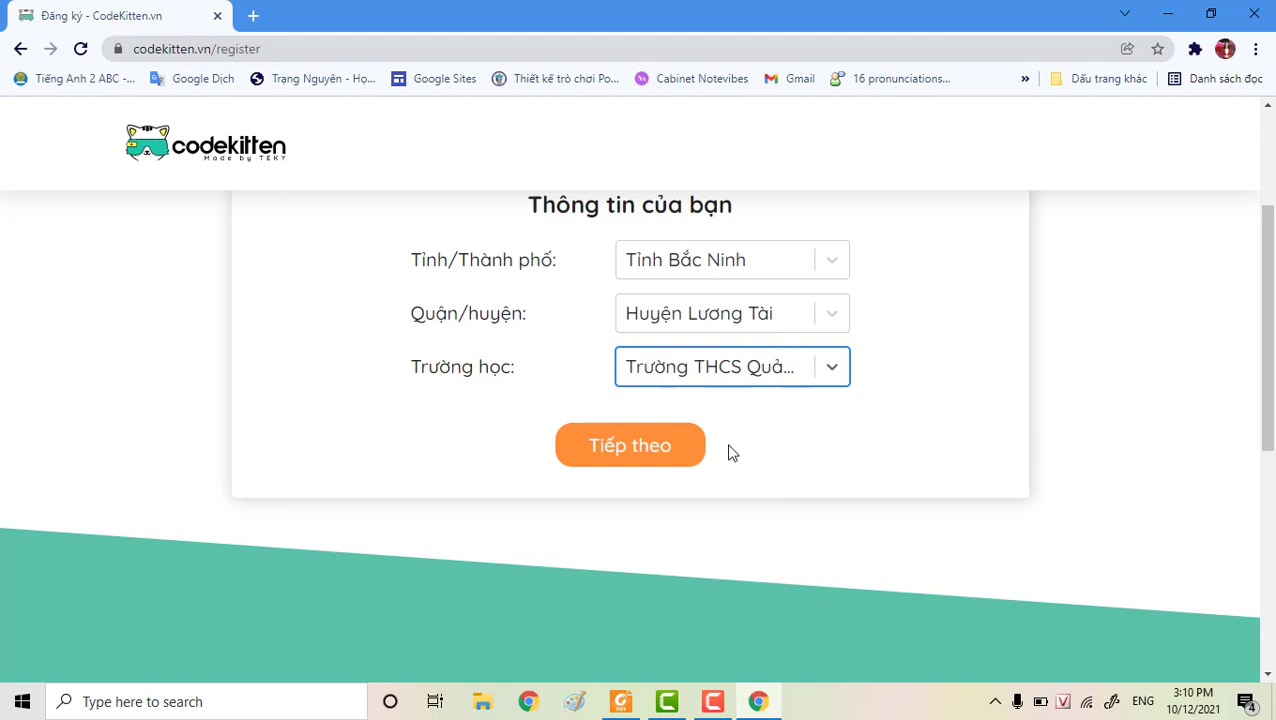 Đăng ký - CodeKitten.vn
codekitten.vn/register
Tiếng Anh 2 ABC -...
Google Dịch
Trạng Nguyên - Họ...
Google Sites
Thiết kế trò chơi Po...
Cabinet Notevibes
Gmail
16 pronunciations...
»
Dấu trang khác
Danh sách đọc
codekitten
Made by TEKY
Thông tin của bạn
Tỉnh/Thành phố: Tỉnh Bắc Ninh
Quận/huyện: Huyện Lương Tài
Trường học: Trường THCS Quả...
Tiếp theo
Type here to search
ENG
3:10 PM
10/12/2021
4